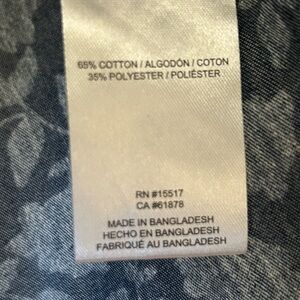 65% COTTON / ALGODÓN / COTON
35% POLYESTER / POLIÉSTER
RN #15517
CA #61878
MADE IN BANGLADESH
HECHO EN BANGLADESH
FABRIQUÉ AU BANGLADESH